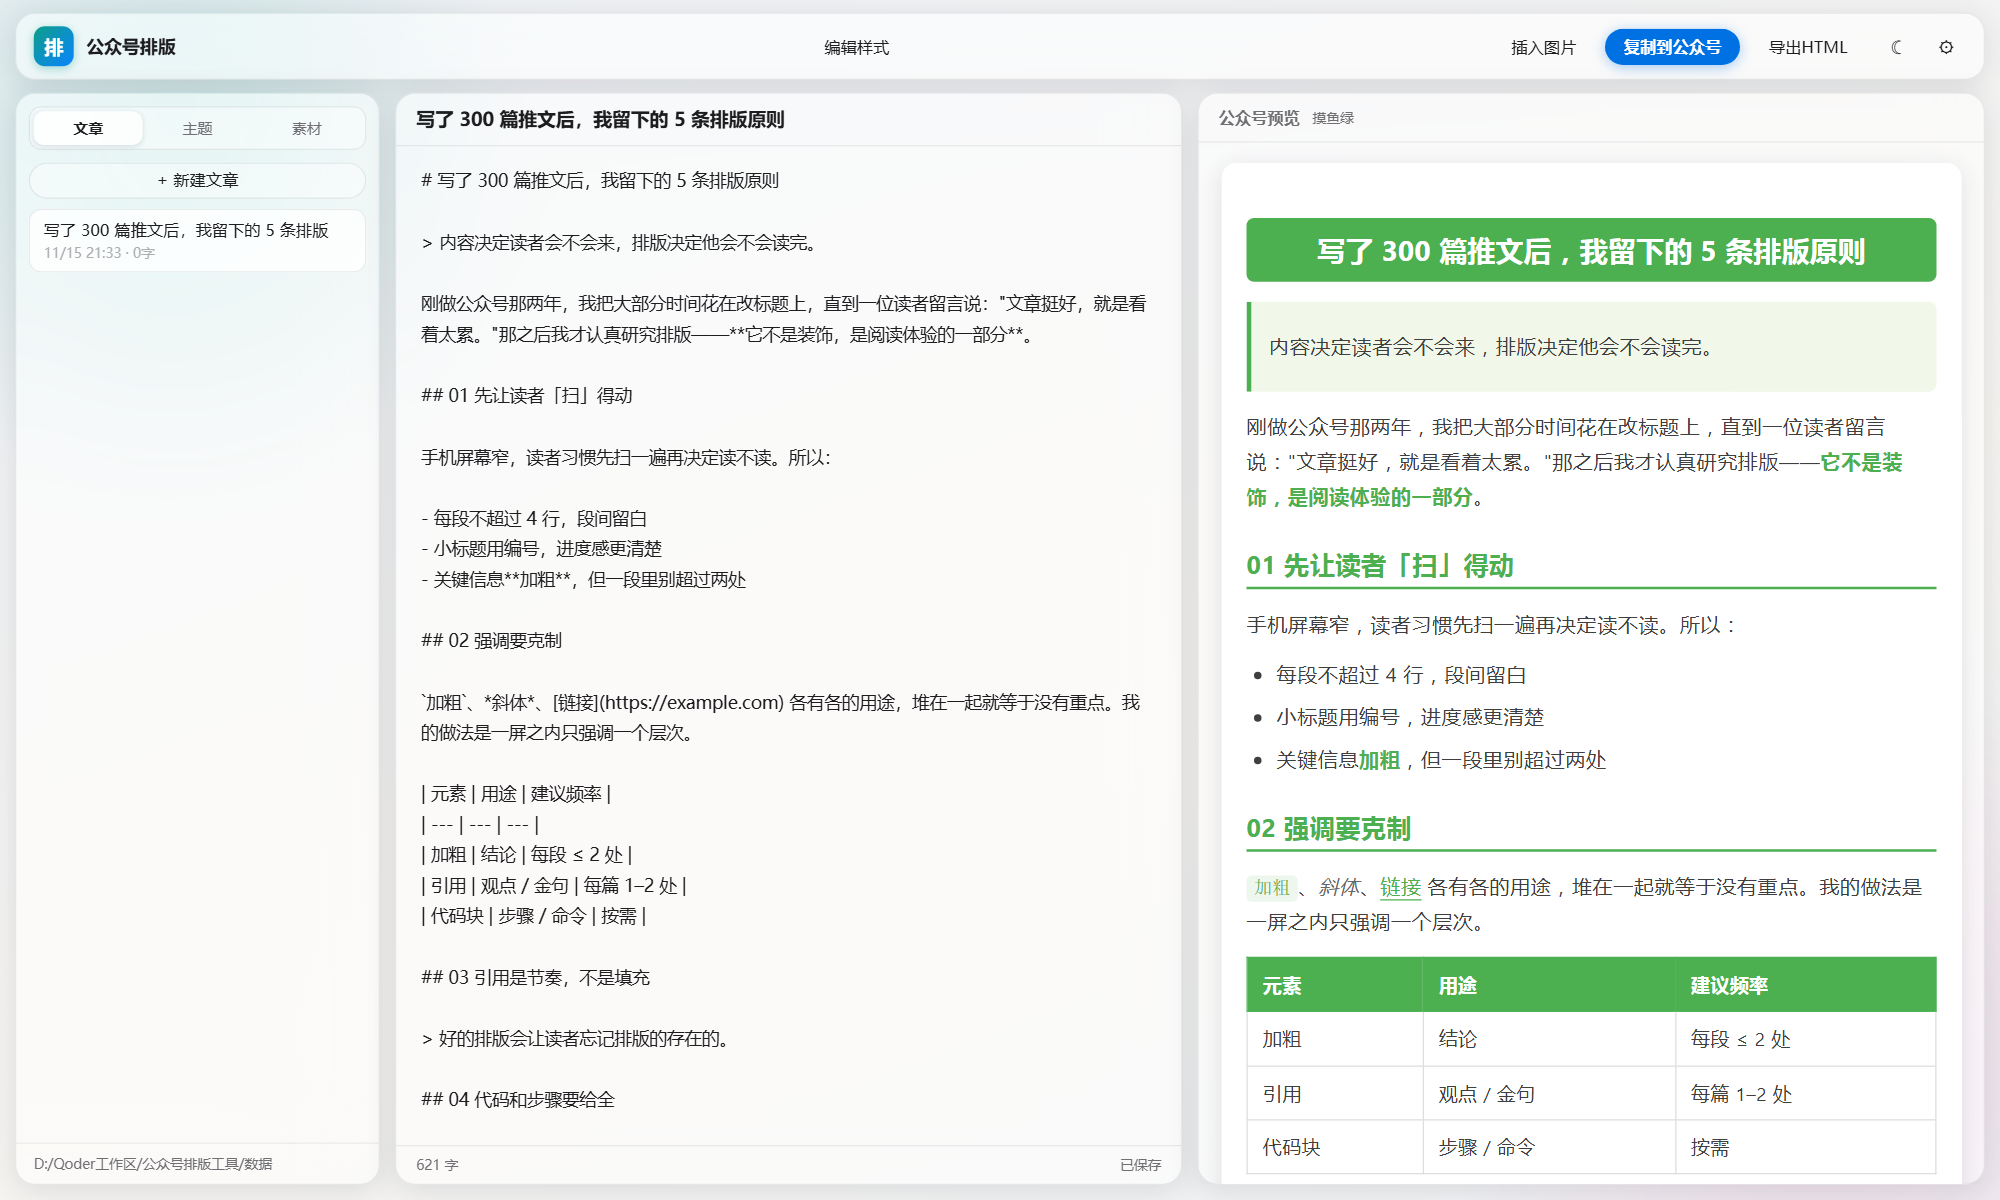 排 公众号排版
编辑样式
插入图片
复制到公众号
导出HTML
文章
主题
素材
+ 新建文章
写了 300 篇推文后，我留下的 5 条排版
11/15 21:33 · 0字
D:/Qoder工作区/公众号排版工具/数据
写了 300 篇推文后，我留下的 5 条排版原则
# 写了 300 篇推文后，我留下的 5 条排版原则
> 内容决定读者会不会来，排版决定他会不会读完。
刚做公众号那两年，我把大部分时间花在改标题上，直到一位读者留言说："文章挺好，就是看
着太累。"那之后我才认真研究排版——**它不是装饰，是阅读体验的一部分**。
## 01 先让读者「扫」得动
手机屏幕窄，读者习惯先扫一遍再决定读不读。所以：
- 每段不超过 4 行，段间留白
- 小标题用编号，进度感更清楚
- 关键信息**加粗**，但一段里别超过两处
## 02 强调要克制
`加粗`、*斜体*、[链接](https://example.com) 各有各的用途，堆在一起就等于没有重点。我
的做法是一屏之内只强调一个层次。
| 元素 | 用途 | 建议频率 |
| --- | --- | --- |
| 加粗 | 结论 | 每段 ≤ 2 处 |
| 引用 | 观点 / 金句 | 每篇 1–2 处 |
| 代码块 | 步骤 / 命令 | 按需 |
## 03 引用是节奏，不是填充
> 好的排版会让读者忘记排版的存在的。
## 04 代码和步骤要给全
621 字
已保存
公众号预览 摸鱼绿
写了 300 篇推文后，我留下的 5 条排版原则
内容决定读者会不会来，排版决定他会不会读完。
刚做公众号那两年，我把大部分时间花在改标题上，直到一位读者留言
说："文章挺好，就是看着太累。"那之后我才认真研究排版——它不是装
饰，是阅读体验的一部分。
01 先让读者「扫」得动
手机屏幕窄，读者习惯先扫一遍再决定读不读。所以：
• 每段不超过 4 行，段间留白
• 小标题用编号，进度感更清楚
• 关键信息加粗，但一段里别超过两处
02 强调要克制
加粗、斜体、链接 各有各的用途，堆在一起就等于没有重点。我的做法是
一屏之内只强调一个层次。
元素 用途 建议频率
加粗 结论 每段 ≤ 2 处
引用 观点 / 金句 每篇 1–2 处
代码块 步骤 / 命令 按需